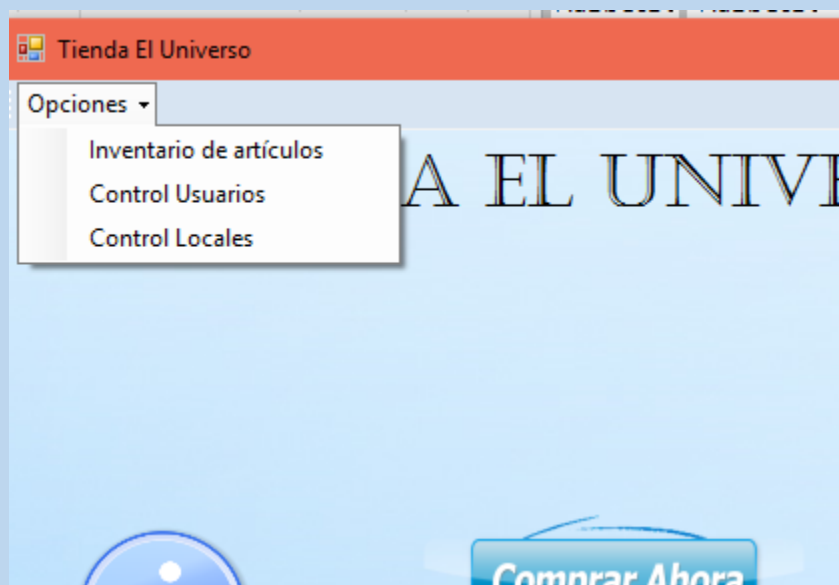 Tienda El Universo
Opciones
Inventario de artículos
Control Usuarios
Control Locales
A EL UNIVE
Comprar Ahora